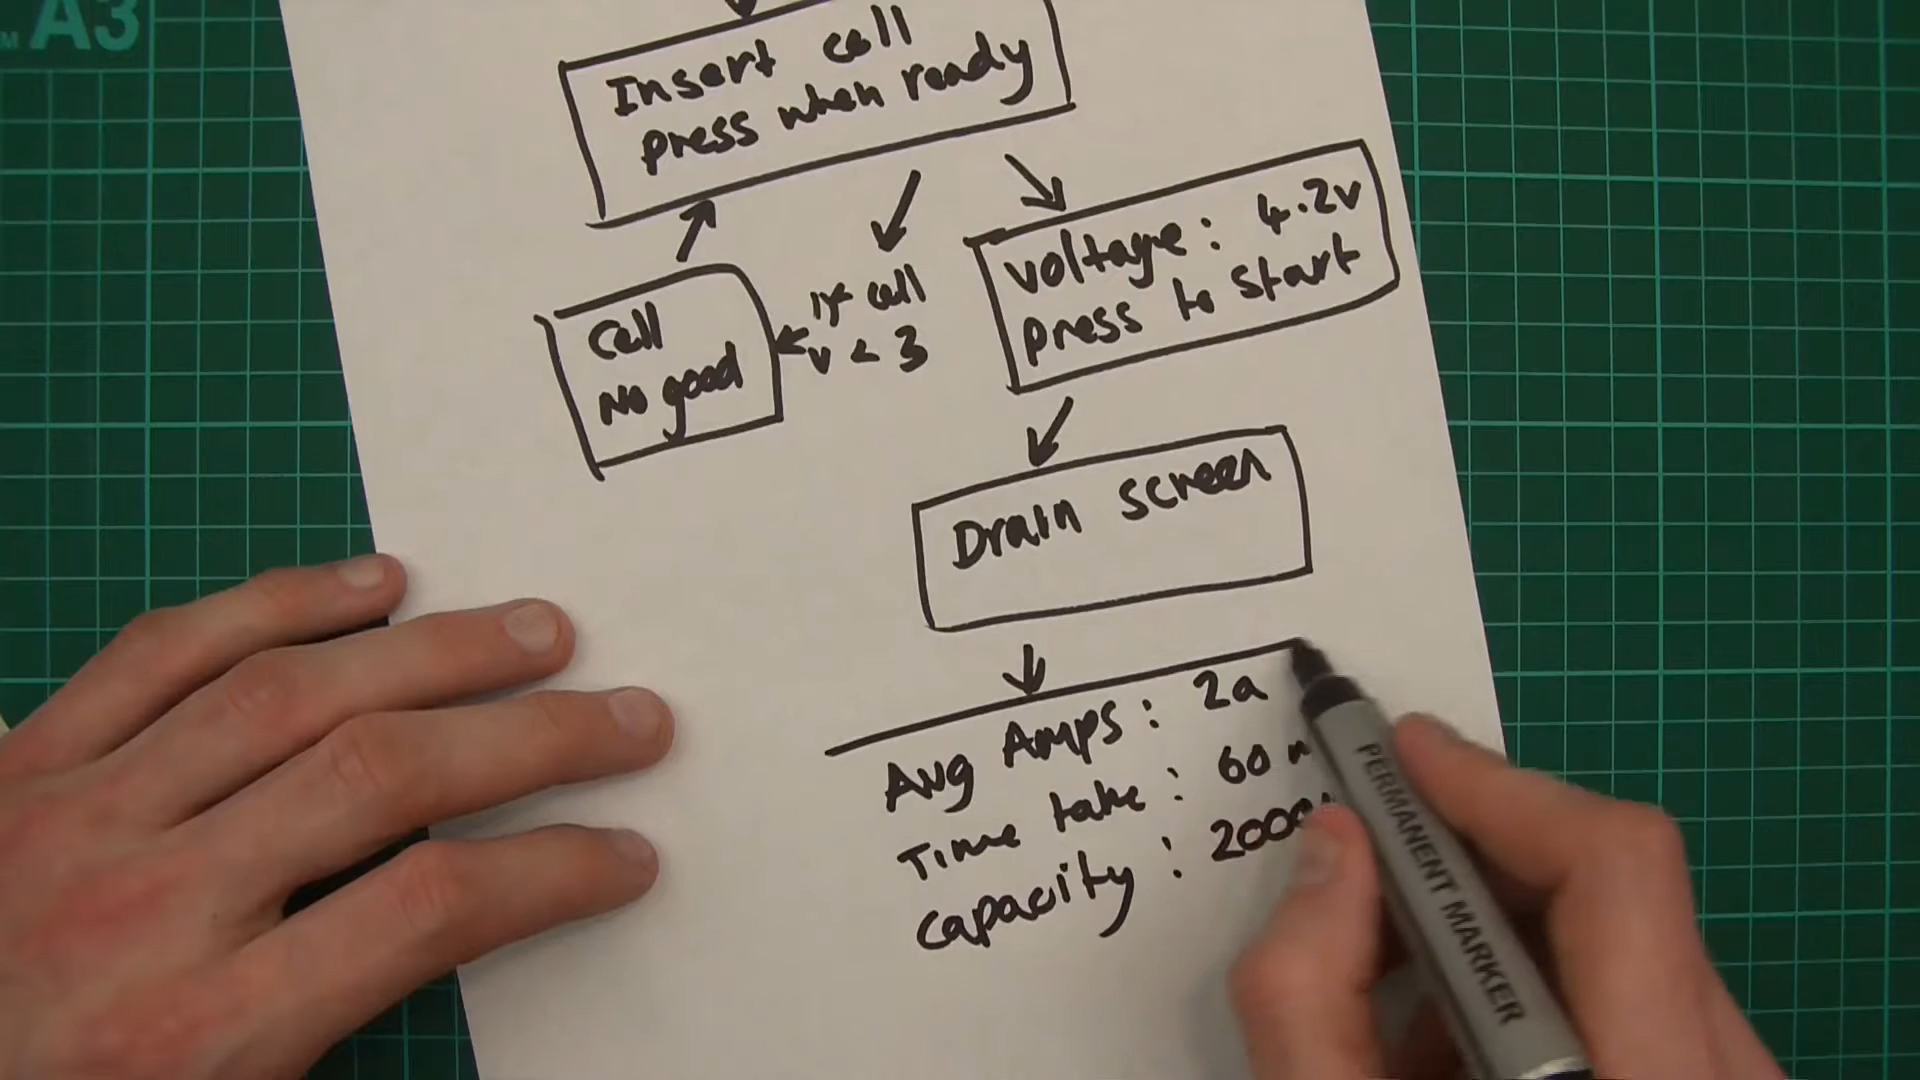 A3
Insert cell
press when ready
Voltage: 4.2v
press to start
if cell
v < 3
Cell
No good
Drain screen
Avg Amps: 2a
Time take: 60
capacity: 2000
PERMANENT MARKER